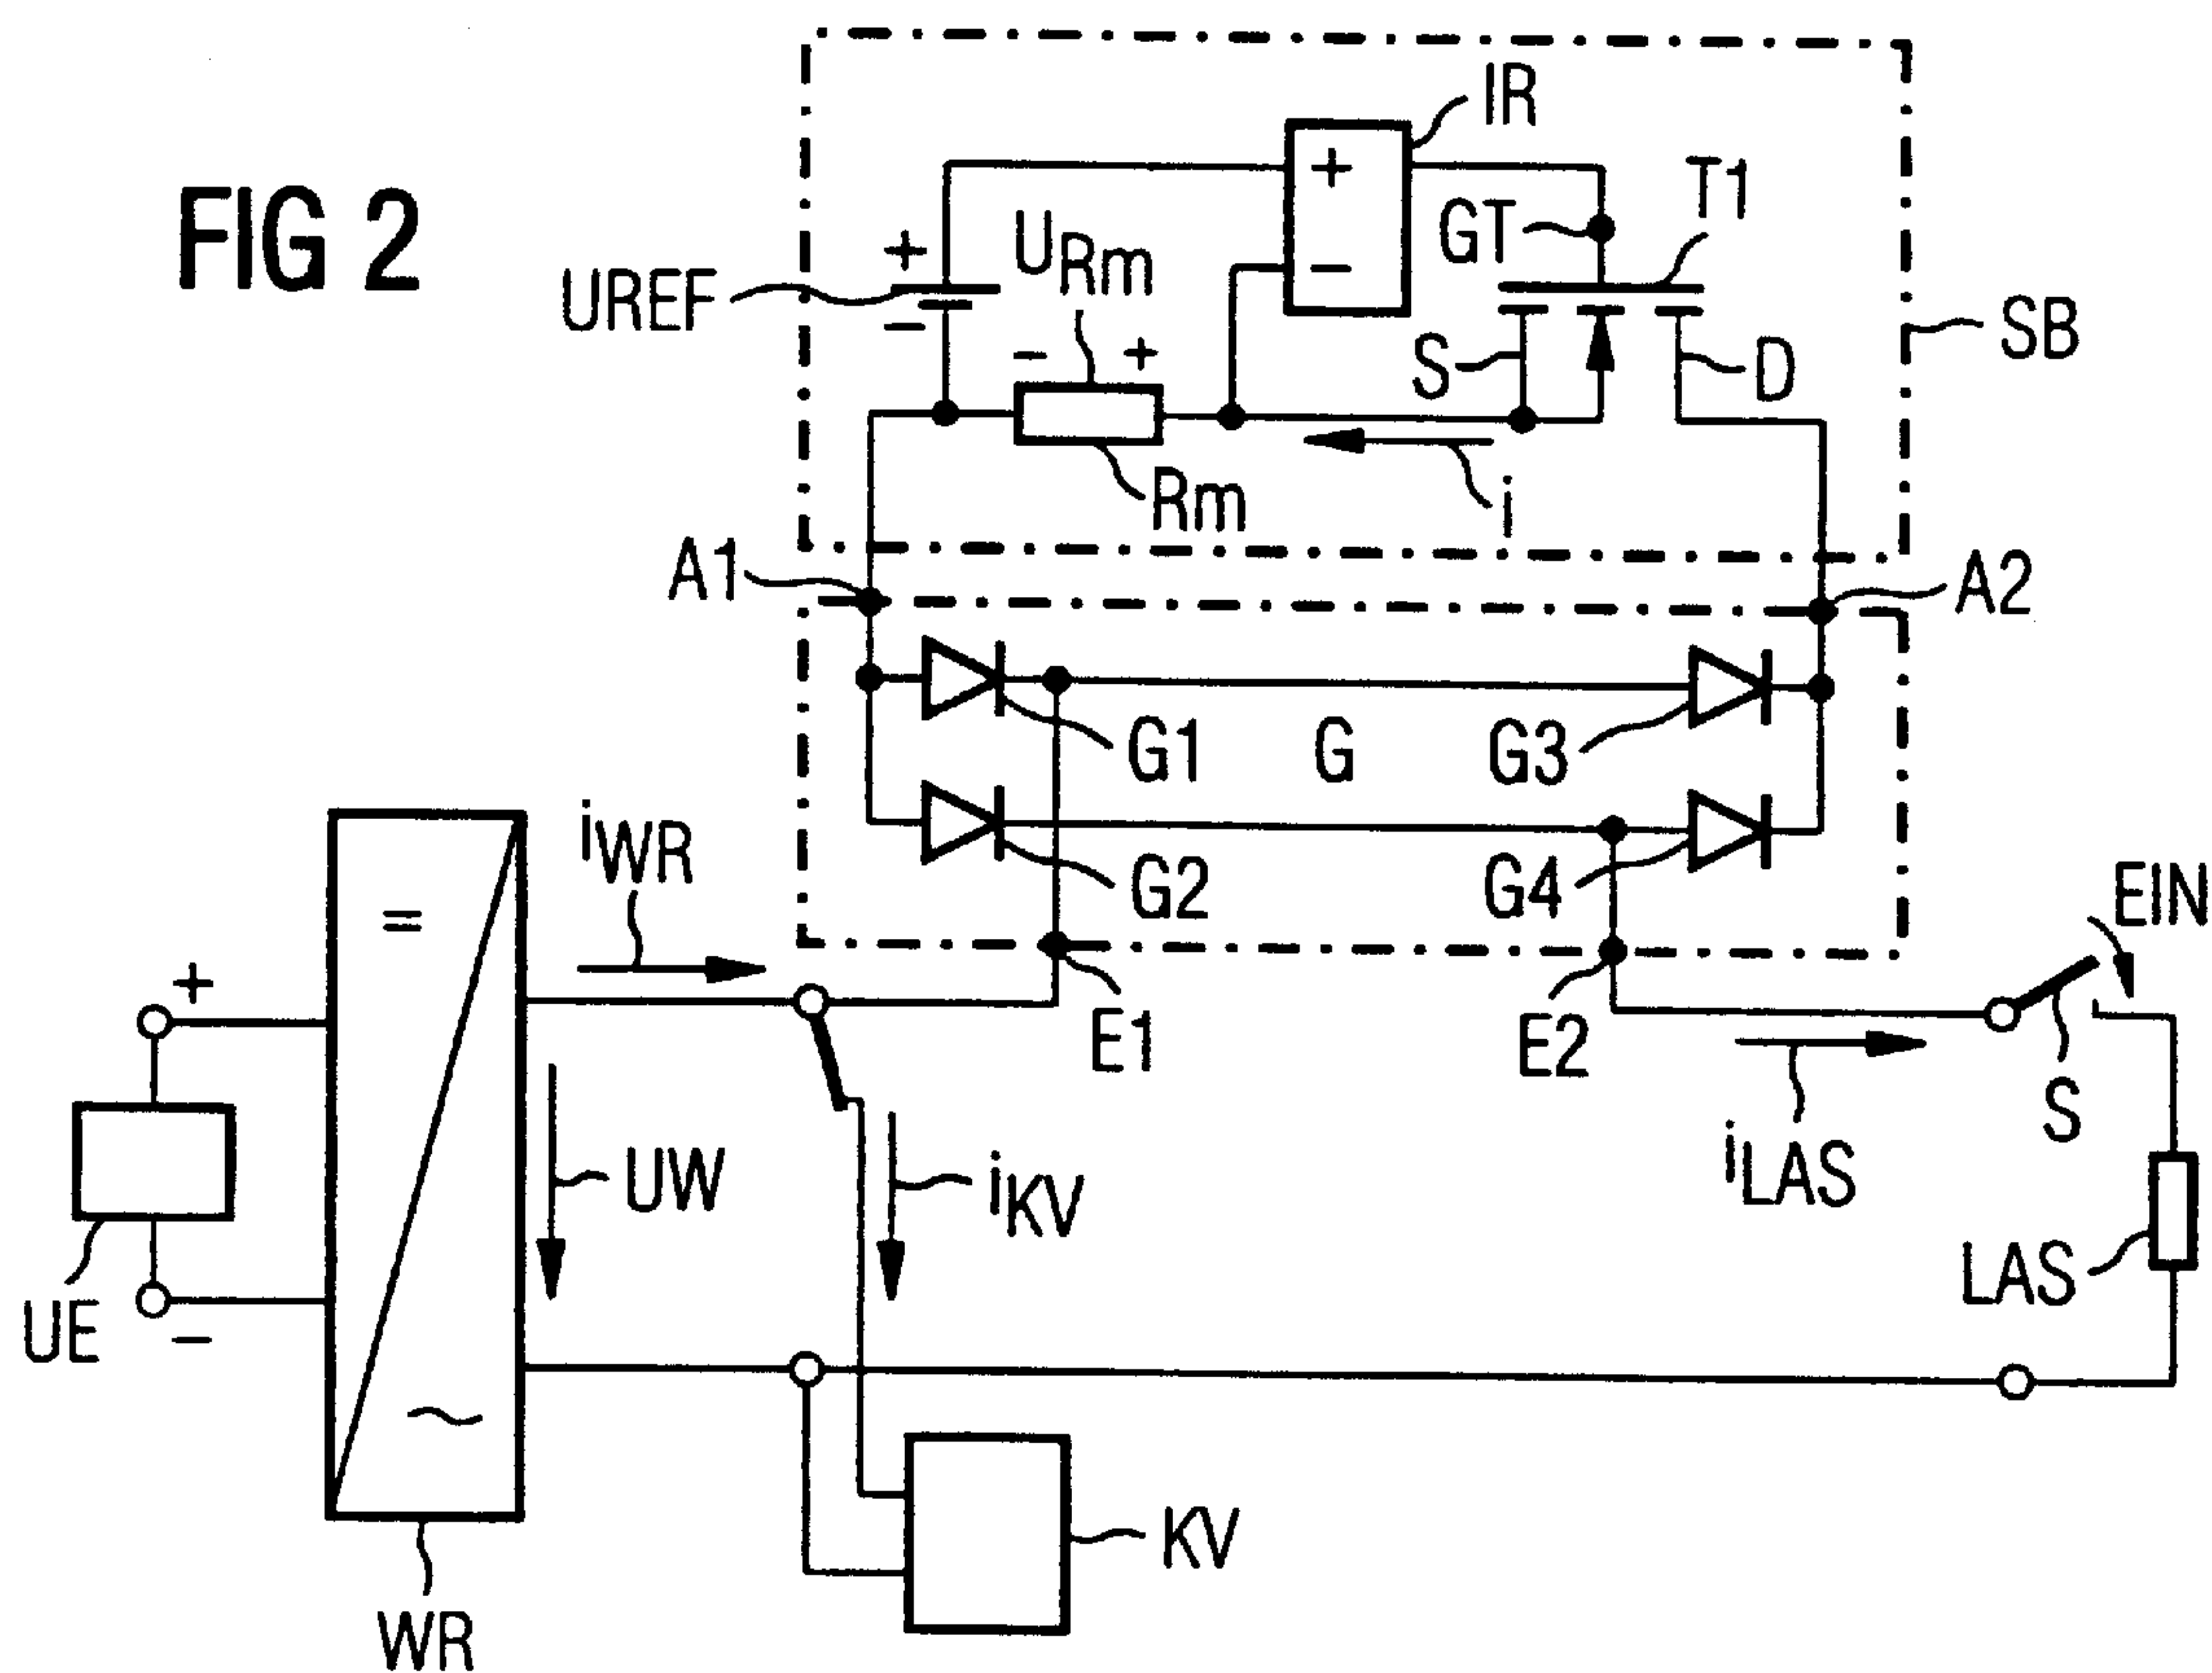 FIG 2
IR
T1
GT
+
-
URm
+
-
UREF
-
+
S
D
SB
Rm
i
A1
A2
G1
G
G3
G2
G4
iWR
=
~
+
-
UE
WR
UW
iKV
KV
E1
E2
EIN
S
iLAS
LAS